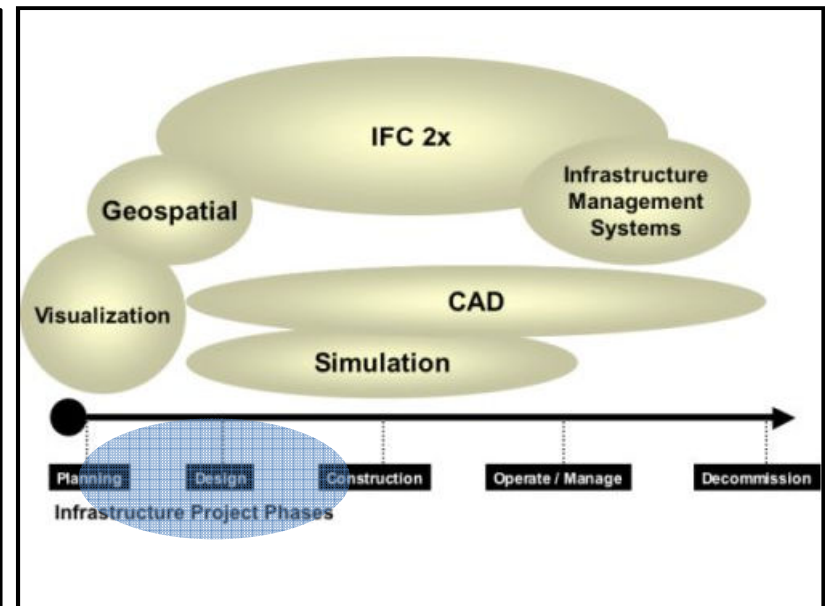 IFC 2x
Infrastructure
Management
Systems
Geospatial
Visualization
CAD
Simulation
Planning
Design
Construction
Operate / Manage
Decommission
Infrastructure Project Phases